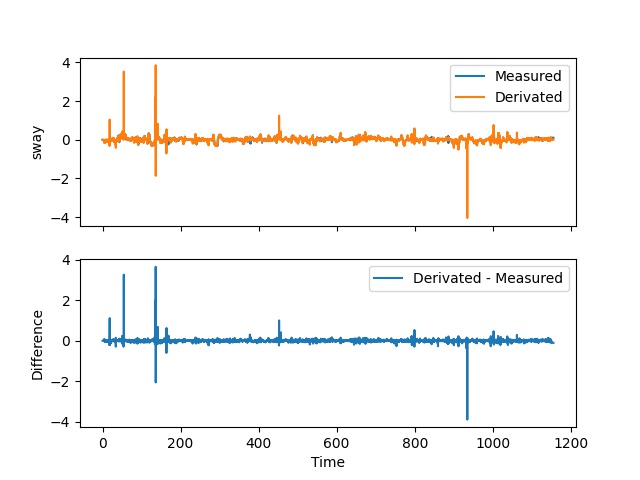 4
2
0
−2
−4
sway
Measured
Derivated
4
2
0
−2
−4
Difference
Derivated - Measured
0 200 400 600 800 1000 1200
Time